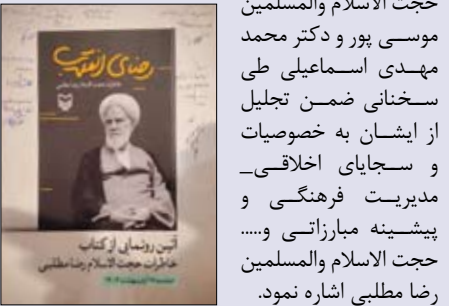 حجت الاسلام والمسلمین
موسی پور و دکتر محمد
مهدی اسماعیلی طی
سخنانی ضمن تجلیل
از ایشان به خصوصیات
و سجایای اخلاقی_
مدیریت فرهنگی و
پیشینه مبارزاتی و.....
حجت الاسلام والمسلمین
رضا مطلبی اشاره نمود.
رضای انقلاب
آئین رونمایی از کتاب
خاطرات حجت الاسلام رضا مطلبی